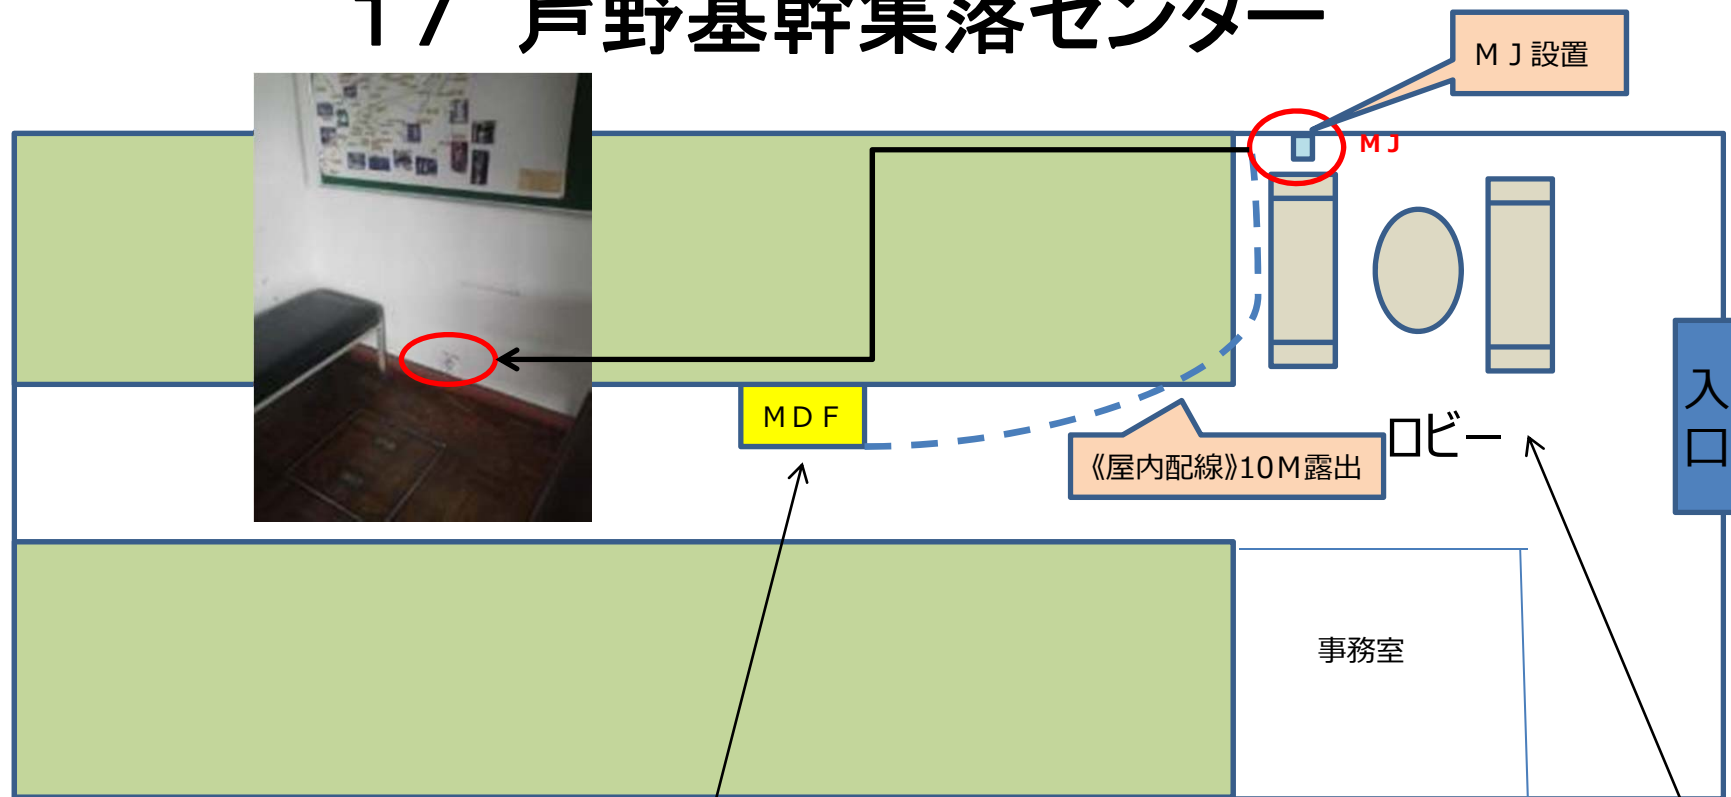 １７　戸野基幹集落センター
ＭＪ設置
ＭＪ
ＭＤＦ
《屋内配線》10Ｍ露出
ロビー
入口
事務室